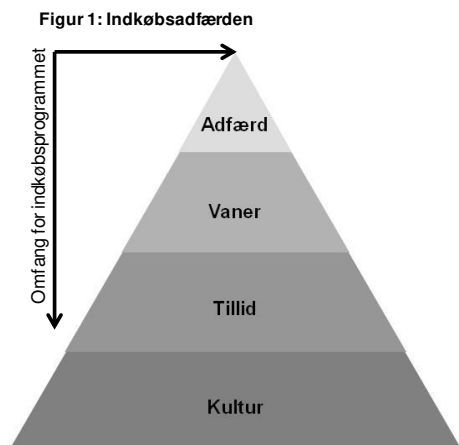 Figur 1: Indkøbsadfærden
Omfang for indkøbsprogrammet
Adfærd
Vaner
Tillid
Kultur